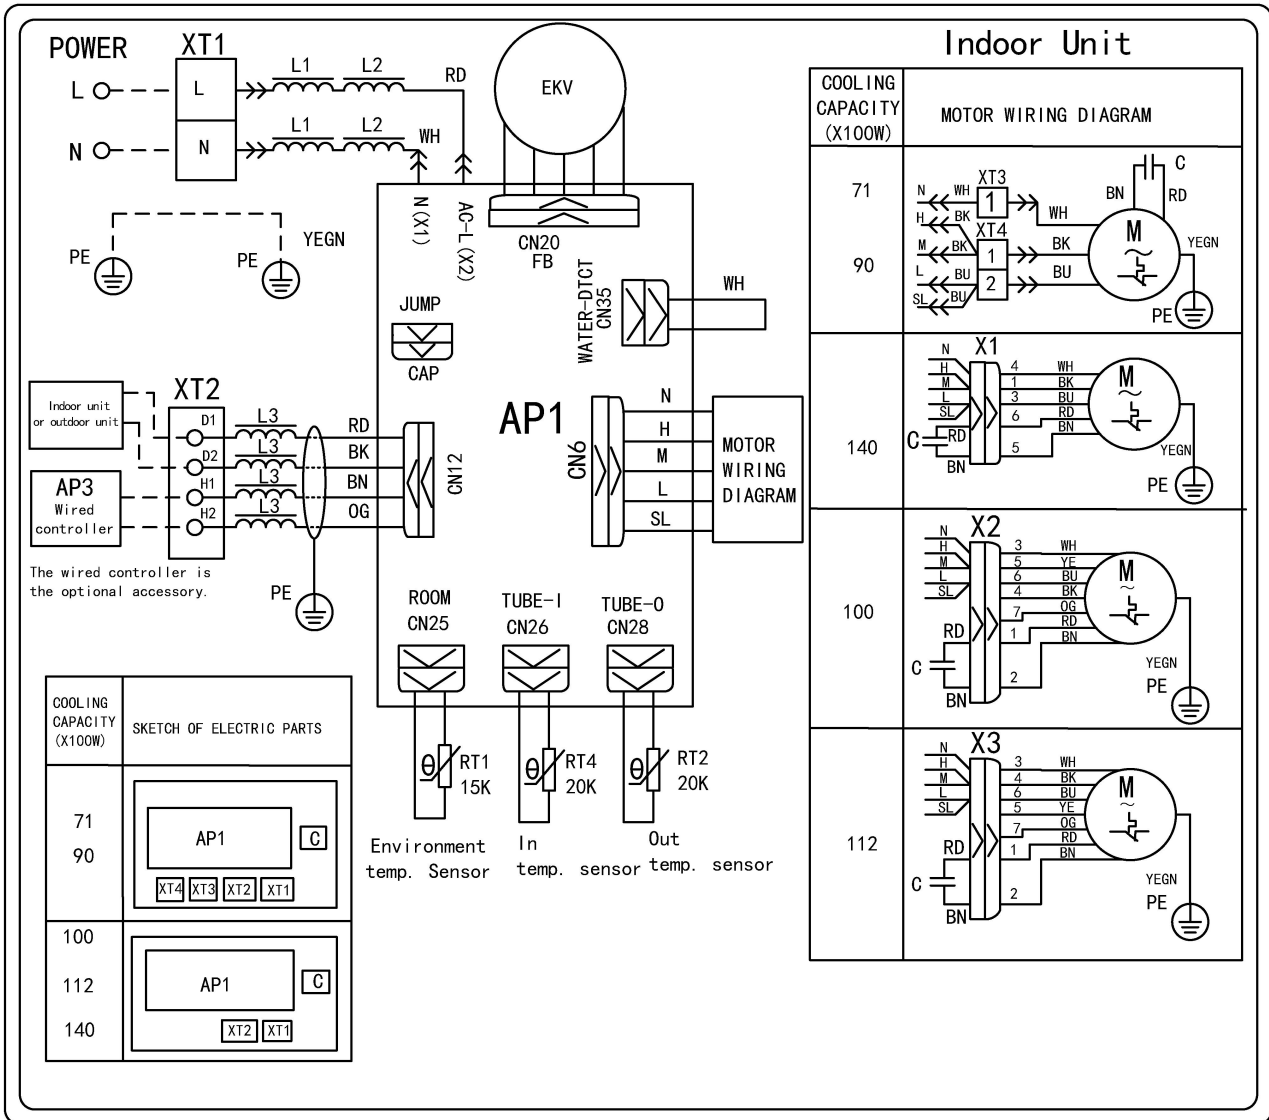 Indoor Unit
POWER
XT1
L
L
L1
L2
RD
N
N
L1
L2
WH
EKV
N(X1)
AC-L(X2)
CN20
FB
PE
PE
YEGN
JUMP
CAP
WATER-DTCT
CN35
WH
Indoor unit
or outdoor unit
AP3
Wired
controller
XT2
D1
D2
H1
H2
L3
L3
L3
L3
RD
BK
BN
OG
CN12
PE
The wired controller is
the optional accessory.
AP1
CN6
N
H
M
L
SL
MOTOR
WIRING
DIAGRAM
ROOM
CN25
TUBE-I
CN26
TUBE-O
CN28
θ
RT1
15K
θ
RT4
20K
θ
RT2
20K
Environment
temp. Sensor
In
temp. sensor
Out
temp. sensor
COOLING
CAPACITY
(X100W)
SKETCH OF ELECTRIC PARTS
71
90
AP1
C
XT4
XT3
XT2
XT1
100
112
140
AP1
C
XT2
XT1
COOLING
CAPACITY
(X100W)
MOTOR WIRING DIAGRAM
71
90
N
WH
H
BK
M
BK
L
BU
SL
BU
XT3
1
XT4
1
2
WH
BK
BU
BN
C
RD
M
~
YEGN
PE
140
N
H
M
L
SL
C
RD
BN
X1
4
WH
1
BK
3
BU
6
RD
BN
5
M
~
YEGN
PE
100
N
H
M
L
SL
RD
C
BN
X2
3
WH
5
YE
6
BU
4
BK
7
OG
1
RD
BN
2
M
~
YEGN
PE
112
N
H
M
L
SL
RD
C
BN
X3
3
WH
4
BK
6
BU
5
YE
7
OG
1
RD
BN
2
M
~
YEGN
PE